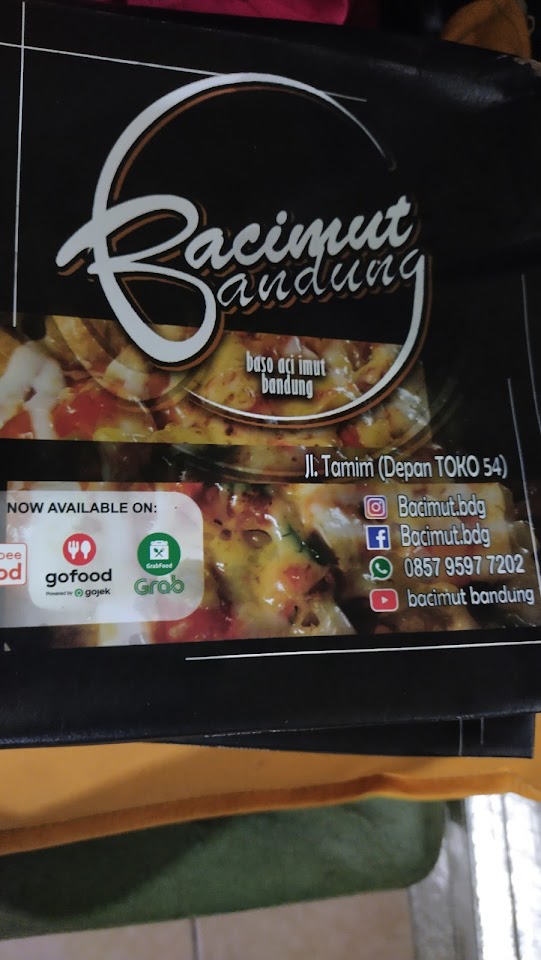 Bacimut
Bandung
baso aci imut
bandung
Jl. Tamim (Depan TOKO 54)
NOW AVAILABLE ON:
gofood
Powered by gojek
GrabFood
Grab
Bacimut.bdg
Bacimut.bdg
0857 9597 7202
bacimut bandung